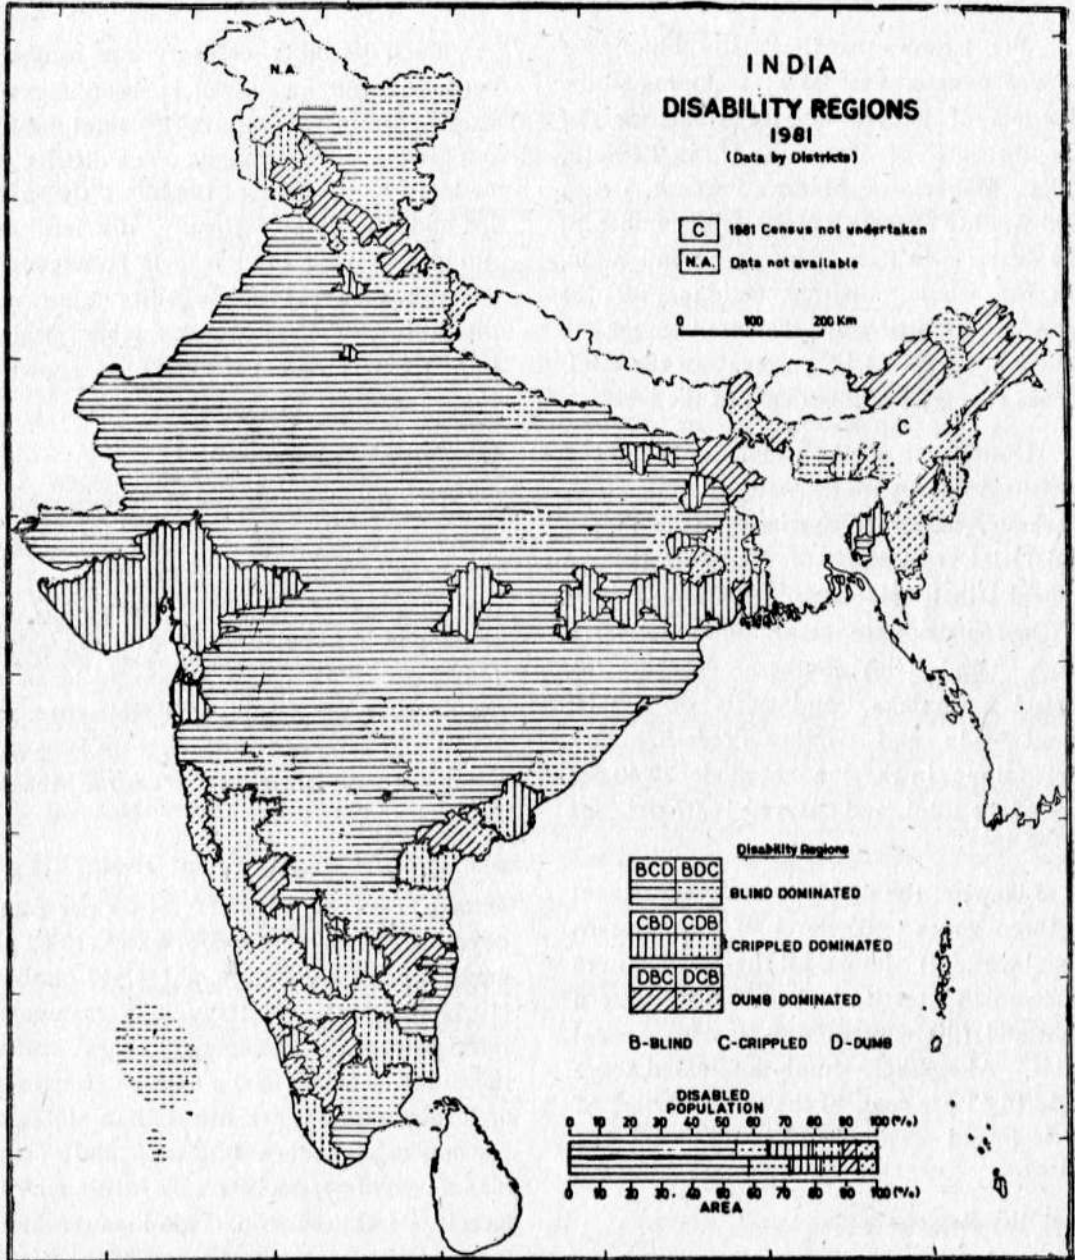 N.A.
INDIA
DISABILITY REGIONS
1981
(Data by Districts)
C 1981 Census not undertaken
N.A. Data not available
0 100 200 Km
C
Disability Regions
BCD BDC
BLIND DOMINATED
CBD CDB
CRIPPLED DOMINATED
DBC DCB
DUMB DOMINATED
B-BLIND C-CRIPPLED D-DUMB
DISABLED
POPULATION
0 10 20 30 40 50 60 70 80 90 100 (%)
0 10 20 30 40 50 60 70 80 90 100 (%)
AREA